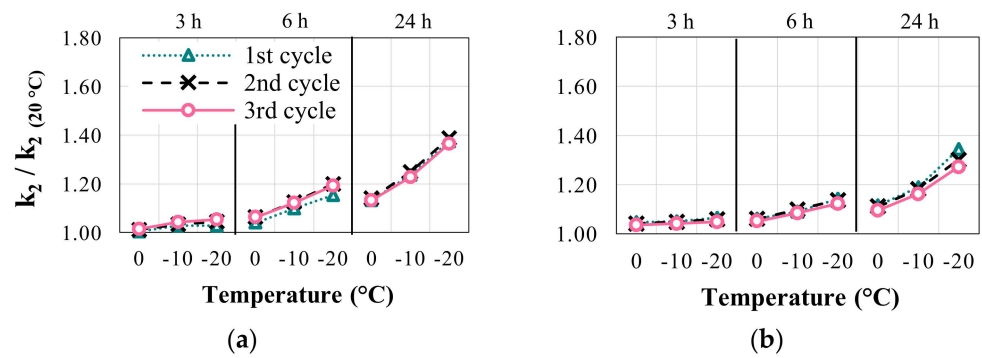 3 h 6 h 24 h
1.80
1.60
1.40
1.20
1.00
k2 / k2 (20 °C)
1st cycle
2nd cycle
3rd cycle
0 -10 -20 0 -10 -20 0 -10 -20
Temperature (°C)
(a)
3 h 6 h 24 h
1.80
1.60
1.40
1.20
1.00
0 -10 -20 0 -10 -20 0 -10 -20
Temperature (°C)
(b)